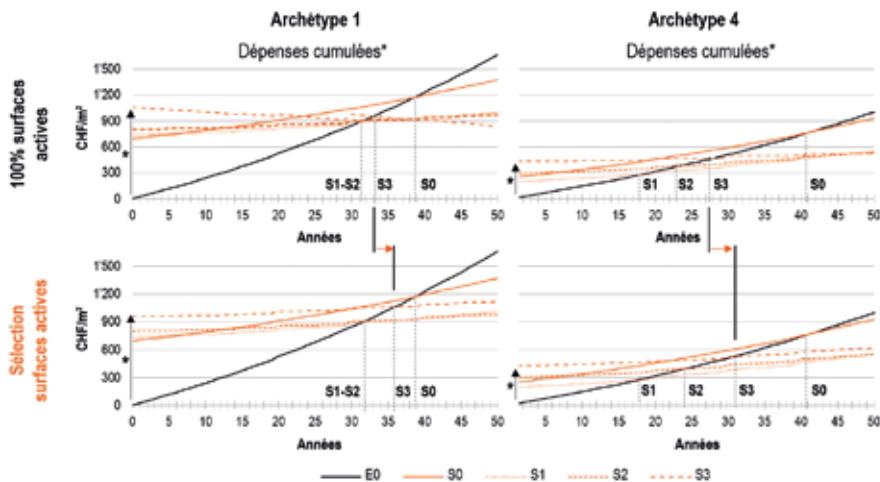 Archétype 1
Archétype 4
Dépenses cumulées*
Dépenses cumulées*
100% surfaces actives
CHF/m²
1'500
1'200
900
600
300
0
*
S1-S2
S3
S0
0 5 10 15 20 25 30 35 40 45 50
Années
1'500
1'200
900
600
300
0
*
S1
S2
S3
S0
5 10 15 20 25 30 35 40 45 50
Années
Sélection surfaces actives
CHF/m²
1'500
1'200
900
600
300
0
*
S1-S2
S3
S0
0 5 10 15 20 25 30 35 40 45 50
Années
1'500
1'200
900
600
300
0
*
S1
S2
S3
S0
5 10 15 20 25 30 35 40 45 50
Années
E0
S0
S1
S2
S3